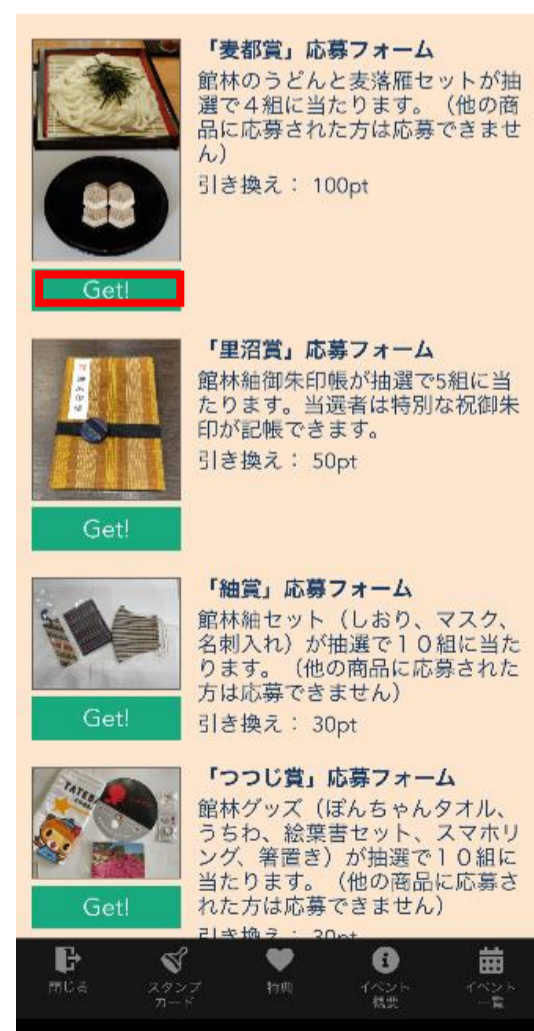 「麦都賞」応募フォーム
館林のうどんと麦落雁セットが抽
選で４組に当たります。（他の商
品に応募された方は応募できませ
ん）
引き換え： 100pt
Get!
「里沼賞」応募フォーム
館林紬御朱印帳が抽選で5組に当
たります。当選者は特別な祝御朱
印が記帳できます。
引き換え： 50pt
Get!
「紬賞」応募フォーム
館林紬セット（しおり、マスク、
名刺入れ）が抽選で１０組に当た
ります。（他の商品に応募された
方は応募できません）
引き換え： 30pt
Get!
「つつじ賞」応募フォーム
館林グッズ（ぽんちゃんタオル、
うちわ、絵葉書セット、スマホリ
ング、箸置き）が抽選で１０組に
当たります。（他の商品に応募さ
れた方は応募できません）
引き換え： 30pt
TATEB
Get!
閉じる
スタンプ
カード
特典
イベント
概要
イベント
一覧